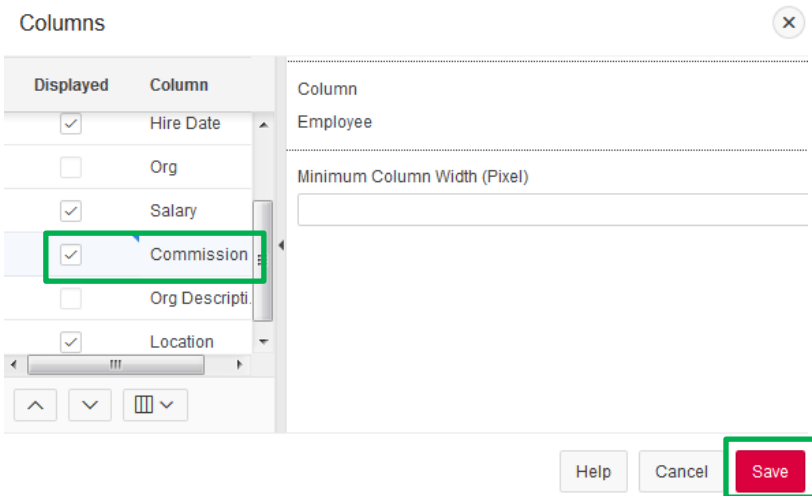 Columns
Displayed Column
Hire Date
Org
Salary
Commission
Org Descripti.
Location
Column
Employee
Minimum Column Width (Pixel)
Help Cancel Save